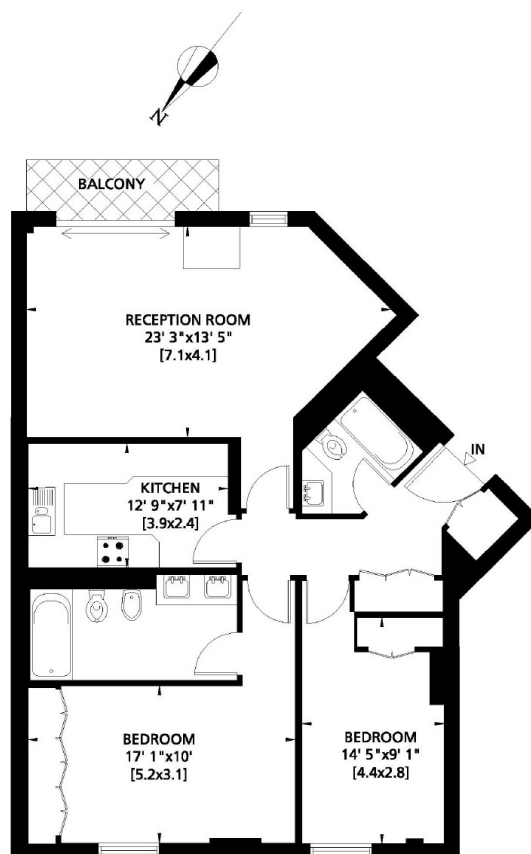 N
BALCONY
RECEPTION ROOM
23' 3"x13' 5"
[7.1x4.1]
IN
KITCHEN
12' 9"x7' 11"
[3.9x2.4]
BEDROOM
17' 1"x10'
[5.2x3.1]
BEDROOM
14' 5"x9' 1"
[4.4x2.8]